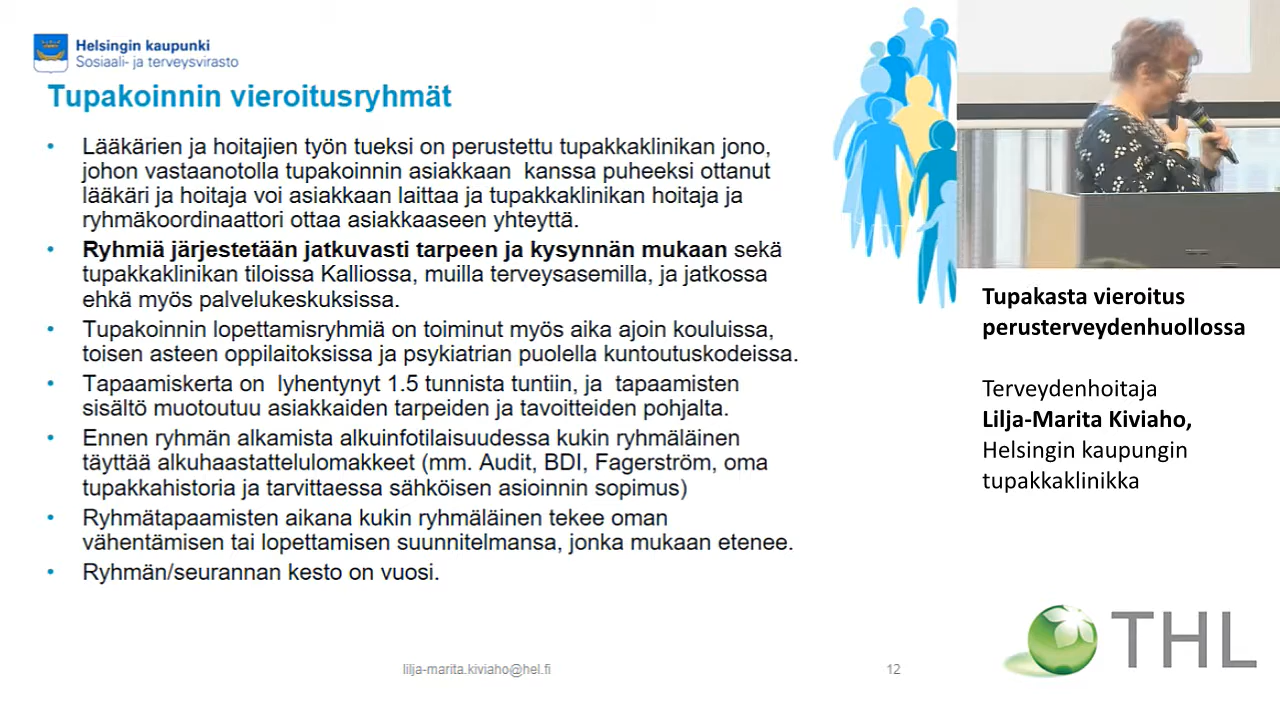 Helsingin kaupunki
Sosiaali- ja terveysvirasto
Tupakoinnin vieroitusryhmät
• Lääkärien ja hoitajien työn tueksi on perustettu tupakkaklinikan jono,
johon vastaanotolla tupakoinnin asiakkaan kanssa puheeksi ottanut
lääkäri ja hoitaja voi asiakkaan laittaa ja tupakkaklinikan hoitaja ja
ryhmäkoordinaattori ottaa asiakkaaseen yhteyttä.
• Ryhmiä järjestetään jatkuvasti tarpeen ja kysynnän mukaan sekä
tupakkaklinikan tiloissa Kalliossa, muilla terveysasemilla, ja jatkossa
ehkä myös palvelukeskuksissa.
• Tupakoinnin lopettamisryhmiä on toiminut myös aika ajoin kouluissa,
toisen asteen oppilaitoksissa ja psykiatrian puolella kuntoutuskodeissa.
• Tapaamiskerta on lyhentynyt 1.5 tunnista tuntiin, ja tapaamisten
sisältö muotoutuu asiakkaiden tarpeiden ja tavoitteiden pohjalta.
• Ennen ryhmän alkamista alkuinfotilaisuudessa kukin ryhmäläinen
täyttää alkuhaastattelulomakkeet (mm. Audit, BDI, Fagerström, oma
tupakkahistoria ja tarvittaessa sähköisen asioinnin sopimus)
• Ryhmätapaamisten aikana kukin ryhmäläinen tekee oman
vähentämisen tai lopettamisen suunnitelmansa, jonka mukaan etenee.
• Ryhmän/seurannan kesto on vuosi.
lilja-marita.kiviaho@hel.fi
12
Tupakasta vieroitus
perusterveydenhuollossa
Terveydenhoitaja
Lilja-Marita Kiviaho,
Helsingin kaupungin
tupakkaklinikka
THL